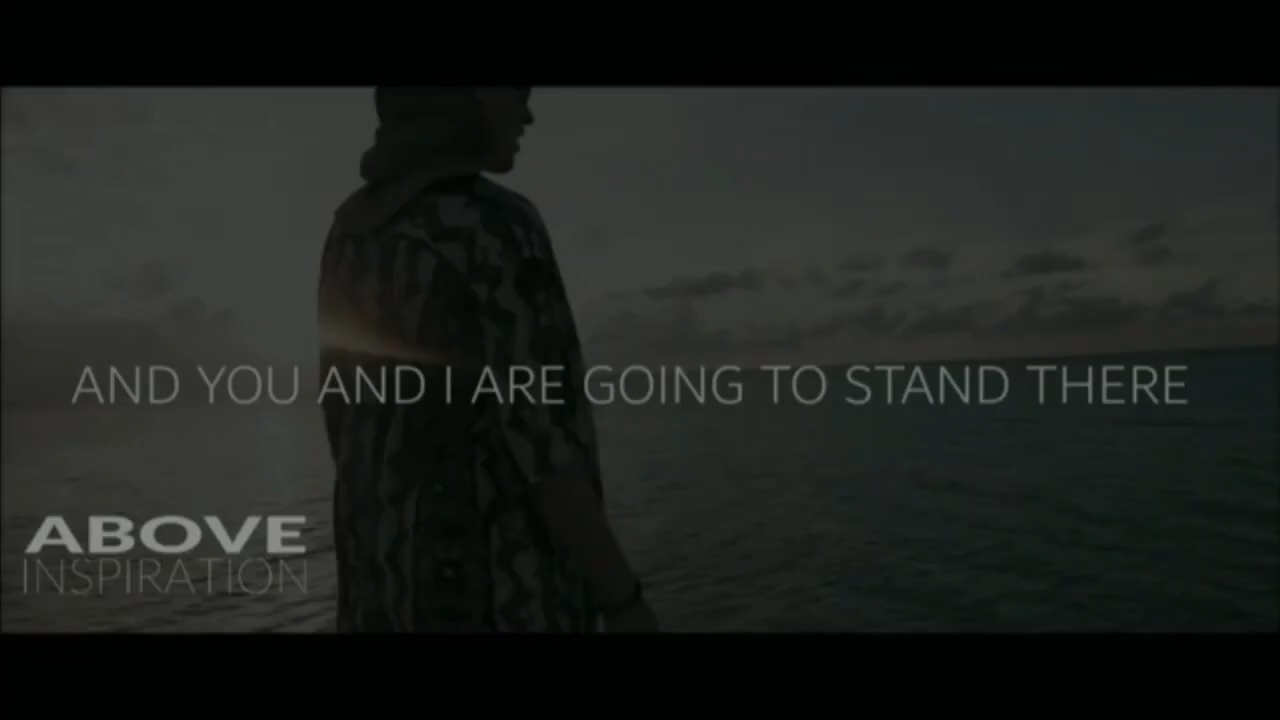 AND YOU AND I ARE GOING TO STAND THERE
ABOVE
INSPIRATION